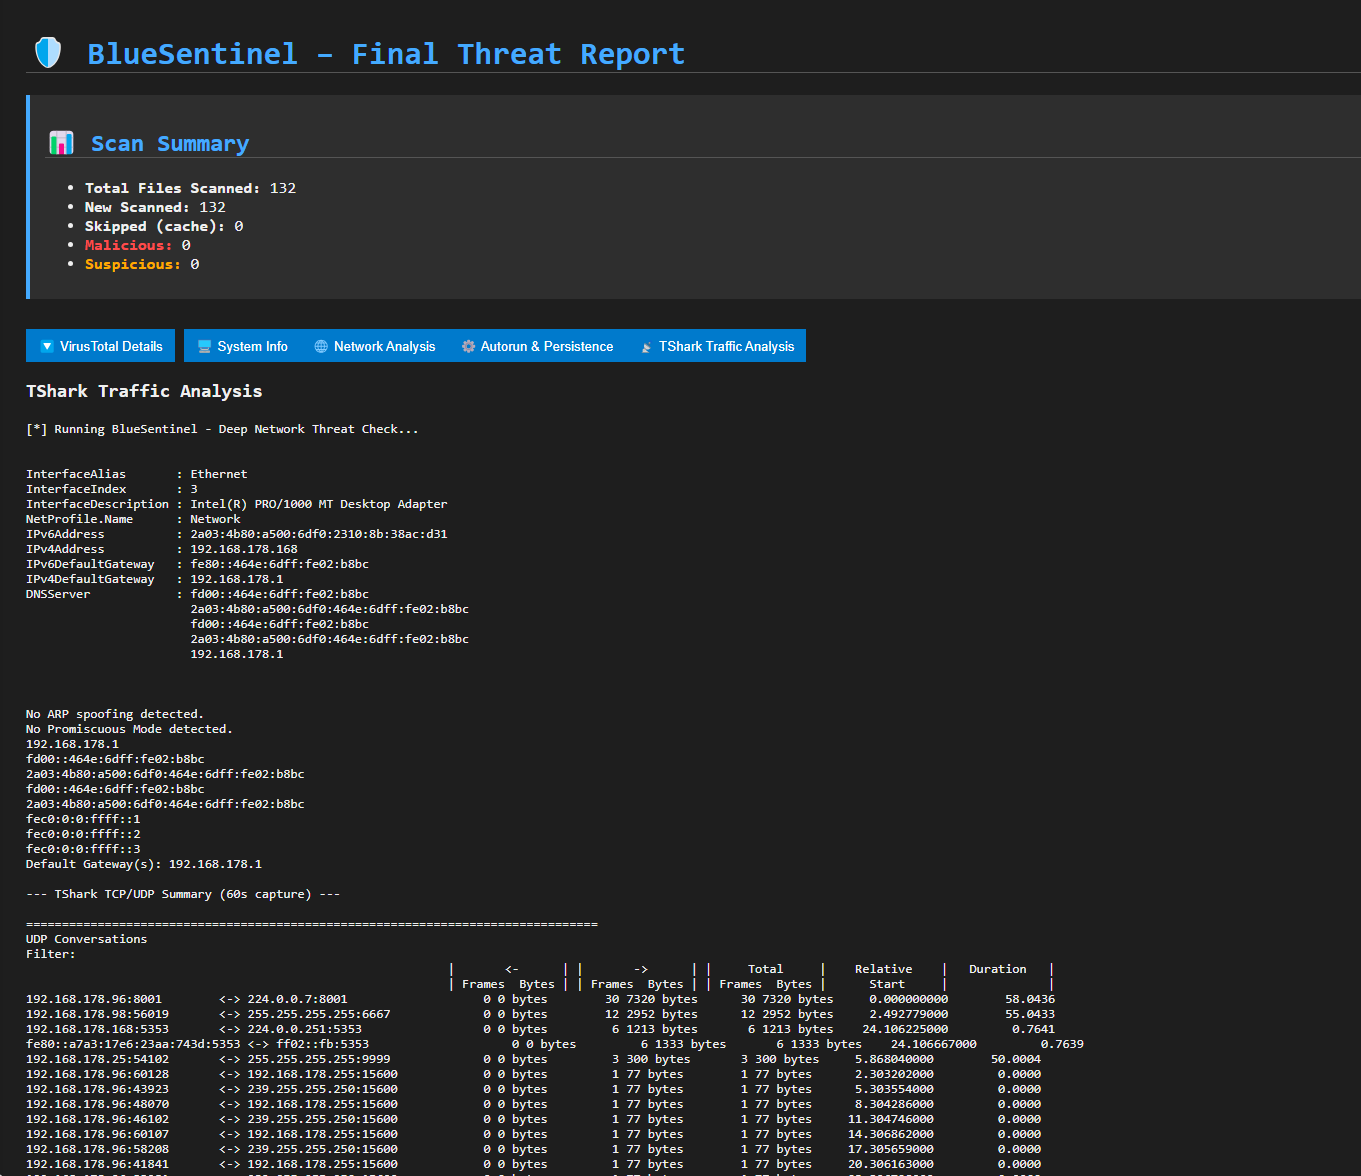 BlueSentinel – Final Threat Report
Scan Summary
• Total Files Scanned: 132
• New Scanned: 132
• Skipped (cache): 0
• Malicious: 0
• Suspicious: 0
VirusTotal Details System Info Network Analysis Autorun & Persistence TShark Traffic Analysis
TShark Traffic Analysis
[*] Running BlueSentinel - Deep Network Threat Check...
InterfaceAlias : Ethernet
InterfaceIndex : 3
InterfaceDescription : Intel(R) PRO/1000 MT Desktop Adapter
NetProfile.Name : Network
IPv6Address : 2a03:4b80:a500:6df0:2310:8b:38ac:d31
IPv4Address : 192.168.178.168
IPv6DefaultGateway : fe80::464e:6dff:fe02:b8bc
IPv4DefaultGateway : 192.168.178.1
DNSServer : fd00::464e:6dff:fe02:b8bc
2a03:4b80:a500:6df0:464e:6dff:fe02:b8bc
fd00::464e:6dff:fe02:b8bc
2a03:4b80:a500:6df0:464e:6dff:fe02:b8bc
192.168.178.1
No ARP spoofing detected.
No Promiscuous Mode detected.
192.168.178.1
fd00::464e:6dff:fe02:b8bc
2a03:4b80:a500:6df0:464e:6dff:fe02:b8bc
fd00::464e:6dff:fe02:b8bc
2a03:4b80:a500:6df0:464e:6dff:fe02:b8bc
fec0:0:0:ffff::1
fec0:0:0:ffff::2
fec0:0:0:ffff::3
Default Gateway(s): 192.168.178.1
--- TShark TCP/UDP Summary (60s capture) ---
================================================================================
UDP Conversations
Filter:
| <- | | -> | | Total | Relative | Duration |
| Frames Bytes | | Frames Bytes | | Frames Bytes | Start | |
192.168.178.96:8001 <-> 224.0.0.7:8001 0 0 bytes 30 7320 bytes 30 7320 bytes 0.000000000 58.0436
192.168.178.98:56019 <-> 255.255.255.255:6667 0 0 bytes 12 2952 bytes 12 2952 bytes 2.492779000 55.0433
192.168.178.168:5353 <-> 224.0.0.251:5353 0 0 bytes 6 1213 bytes 6 1213 bytes 24.106225000 0.7641
fe80::a7a3:17e6:23aa:743d:5353 <-> ff02::fb:5353 0 0 bytes 6 1333 bytes 6 1333 bytes 24.106667000 0.7639
192.168.178.25:54102 <-> 255.255.255.255:9999 0 0 bytes 3 300 bytes 3 300 bytes 5.868040000 50.0004
192.168.178.96:60128 <-> 192.168.178.255:15600 0 0 bytes 1 77 bytes 1 77 bytes 2.303202000 0.0000
192.168.178.96:43923 <-> 239.255.255.250:15600 0 0 bytes 1 77 bytes 1 77 bytes 5.303554000 0.0000
192.168.178.96:48070 <-> 192.168.178.255:15600 0 0 bytes 1 77 bytes 1 77 bytes 8.304286000 0.0000
192.168.178.96:46102 <-> 239.255.255.250:15600 0 0 bytes 1 77 bytes 1 77 bytes 11.304746000 0.0000
192.168.178.96:60107 <-> 192.168.178.255:15600 0 0 bytes 1 77 bytes 1 77 bytes 14.306862000 0.0000
192.168.178.96:58208 <-> 239.255.255.250:15600 0 0 bytes 1 77 bytes 1 77 bytes 17.305659000 0.0000
192.168.178.96:41841 <-> 192.168.178.255:15600 0 0 bytes 1 77 bytes 1 77 bytes 20.306163000 0.0000